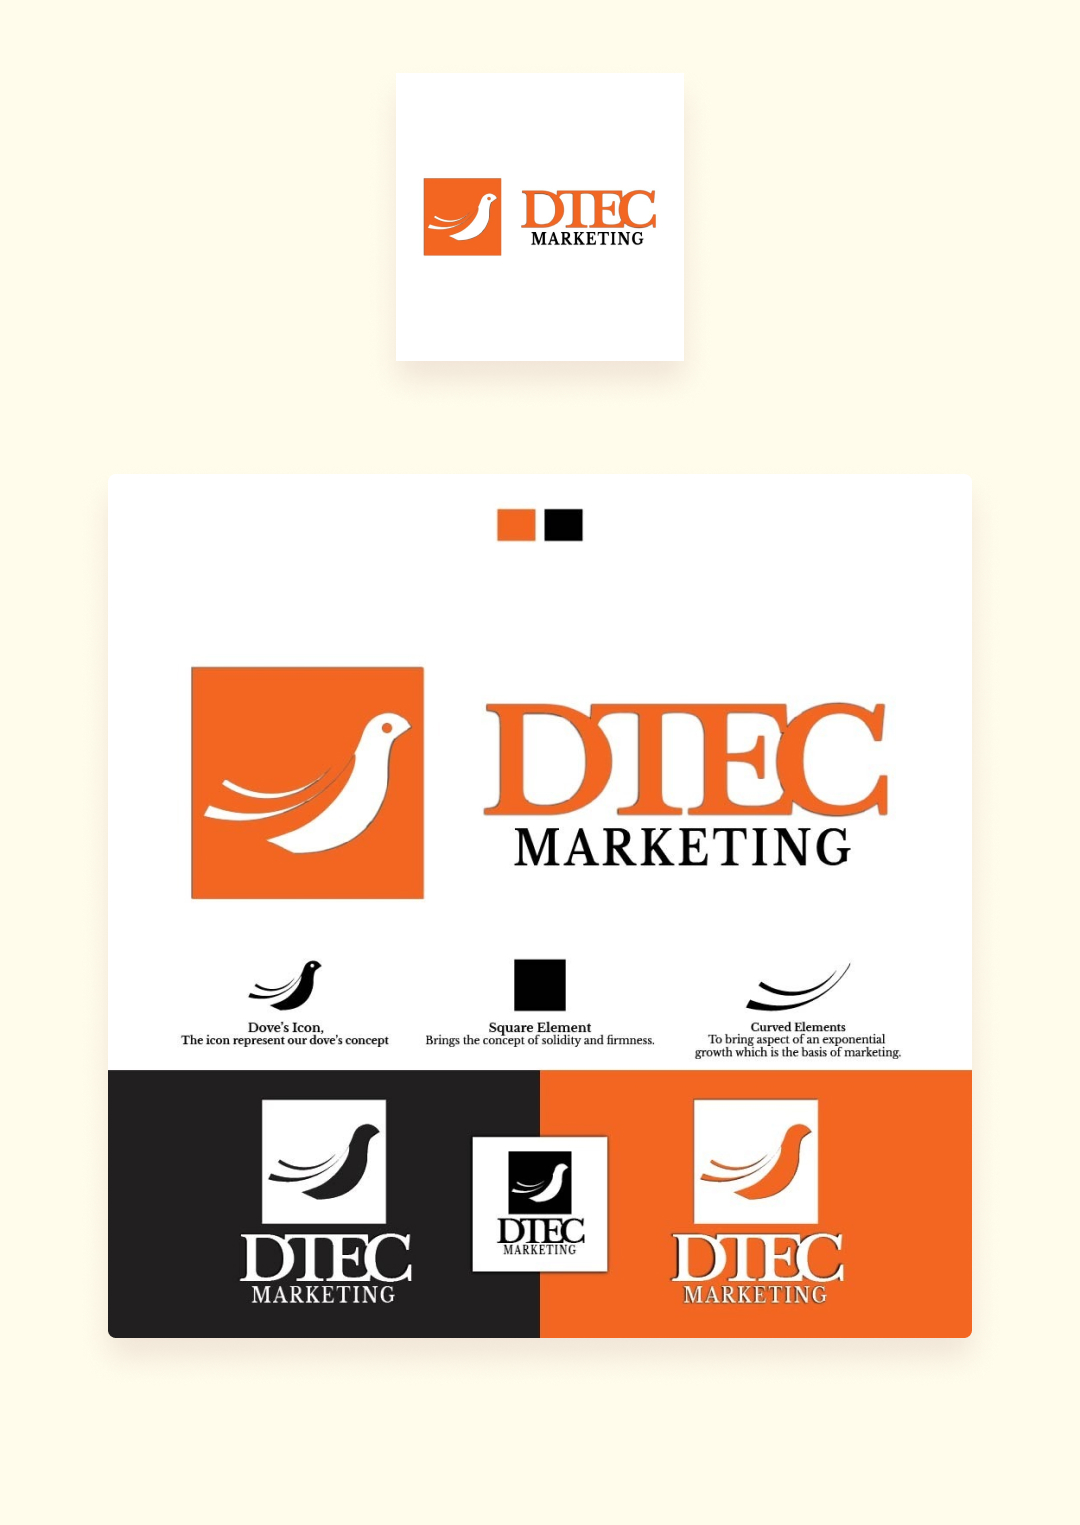 DTEC
MARKETING
DTEC
MARKETING
Dove's Icon,
The icon represent our dove's concept
Square Element
Brings the concept of solidity and firmness.
Curved Elements
To bring aspect of an exponential
growth which is the basis of marketing.
DTEC
MARKETING
DTEC
MARKETING
DTEC
MARKETING